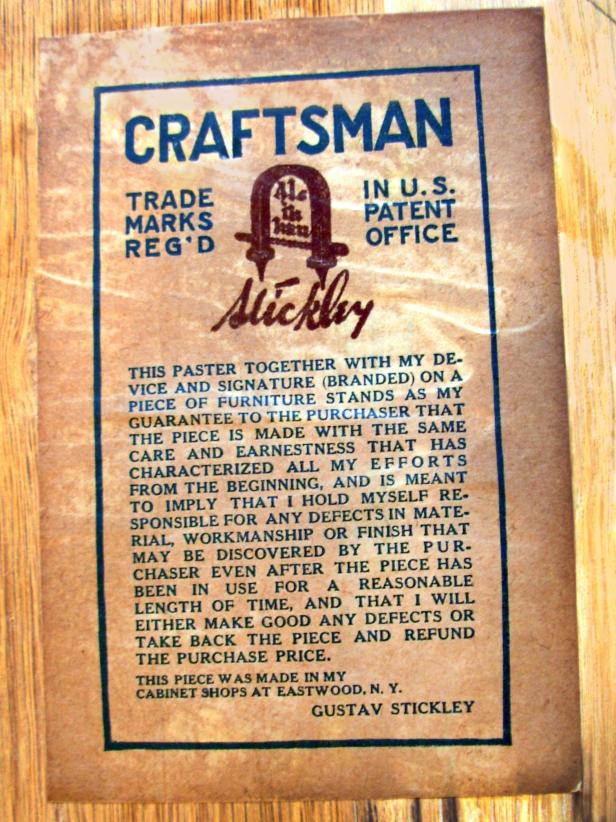 CRAFTSMAN
TRADE
MARKS
REG'D
Als
ik
kan
IN U.S.
PATENT
OFFICE
Stickley
THIS PASTER TOGETHER WITH MY DE-
VICE AND SIGNATURE (BRANDED) ON A
PIECE OF FURNITURE STANDS AS MY
GUARANTEE TO THE PURCHASER THAT
THE PIECE IS MADE WITH THE SAME
CARE AND EARNESTNESS THAT HAS
CHARACTERIZED ALL MY EFFORTS
FROM THE BEGINNING, AND IS MEANT
TO IMPLY THAT I HOLD MYSELF RE-
SPONSIBLE FOR ANY DEFECTS IN MATE-
RIAL, WORKMANSHIP OR FINISH THAT
MAY BE DISCOVERED BY THE PUR-
CHASER EVEN AFTER THE PIECE HAS
BEEN IN USE FOR A REASONABLE
LENGTH OF TIME, AND THAT I WILL
EITHER MAKE GOOD ANY DEFECTS OR
TAKE BACK THE PIECE AND REFUND
THE PURCHASE PRICE.
THIS PIECE WAS MADE IN MY
CABINET SHOPS AT EASTWOOD, N. Y.
GUSTAV STICKLEY